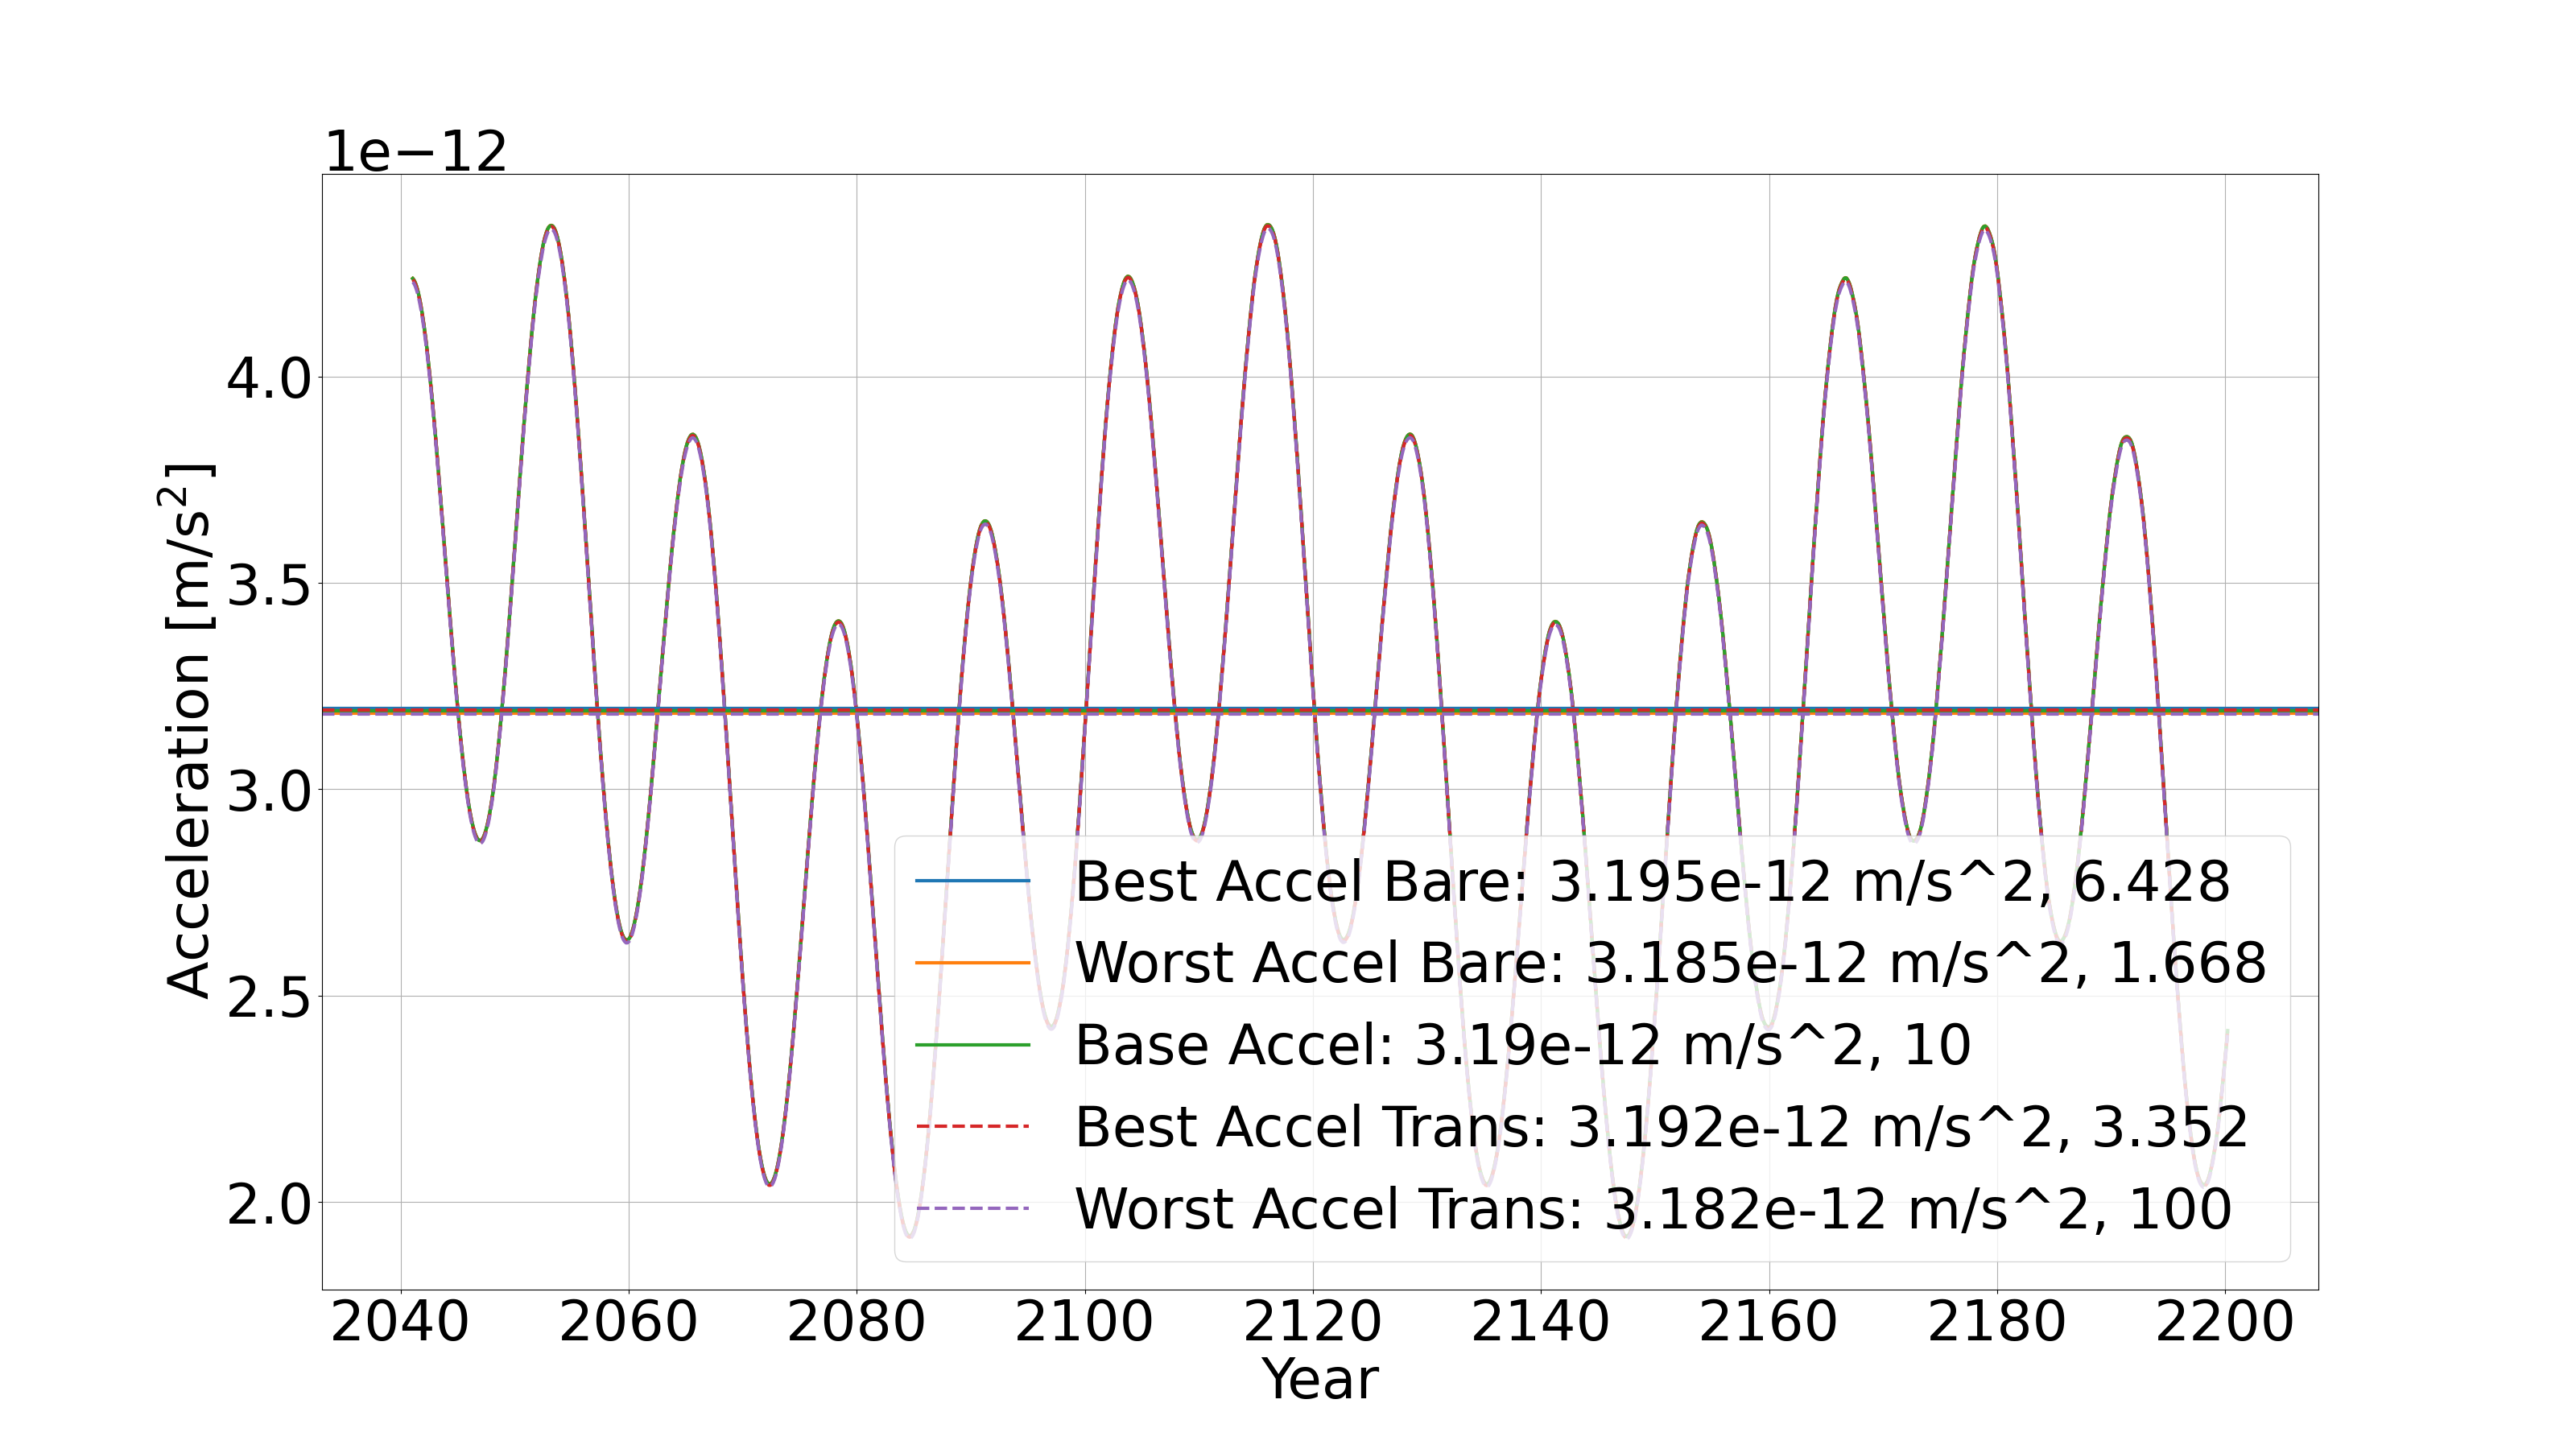 1e−12
Acceleration [m/s²]
4.0
3.5
3.0
2.5
2.0
Best Accel Bare: 3.195e-12 m/s^2, 6.428
Worst Accel Bare: 3.185e-12 m/s^2, 1.668
Base Accel: 3.19e-12 m/s^2, 10
Best Accel Trans: 3.192e-12 m/s^2, 3.352
Worst Accel Trans: 3.182e-12 m/s^2, 100
2040 2060 2080 2100 2120 2140 2160 2180 2200
Year